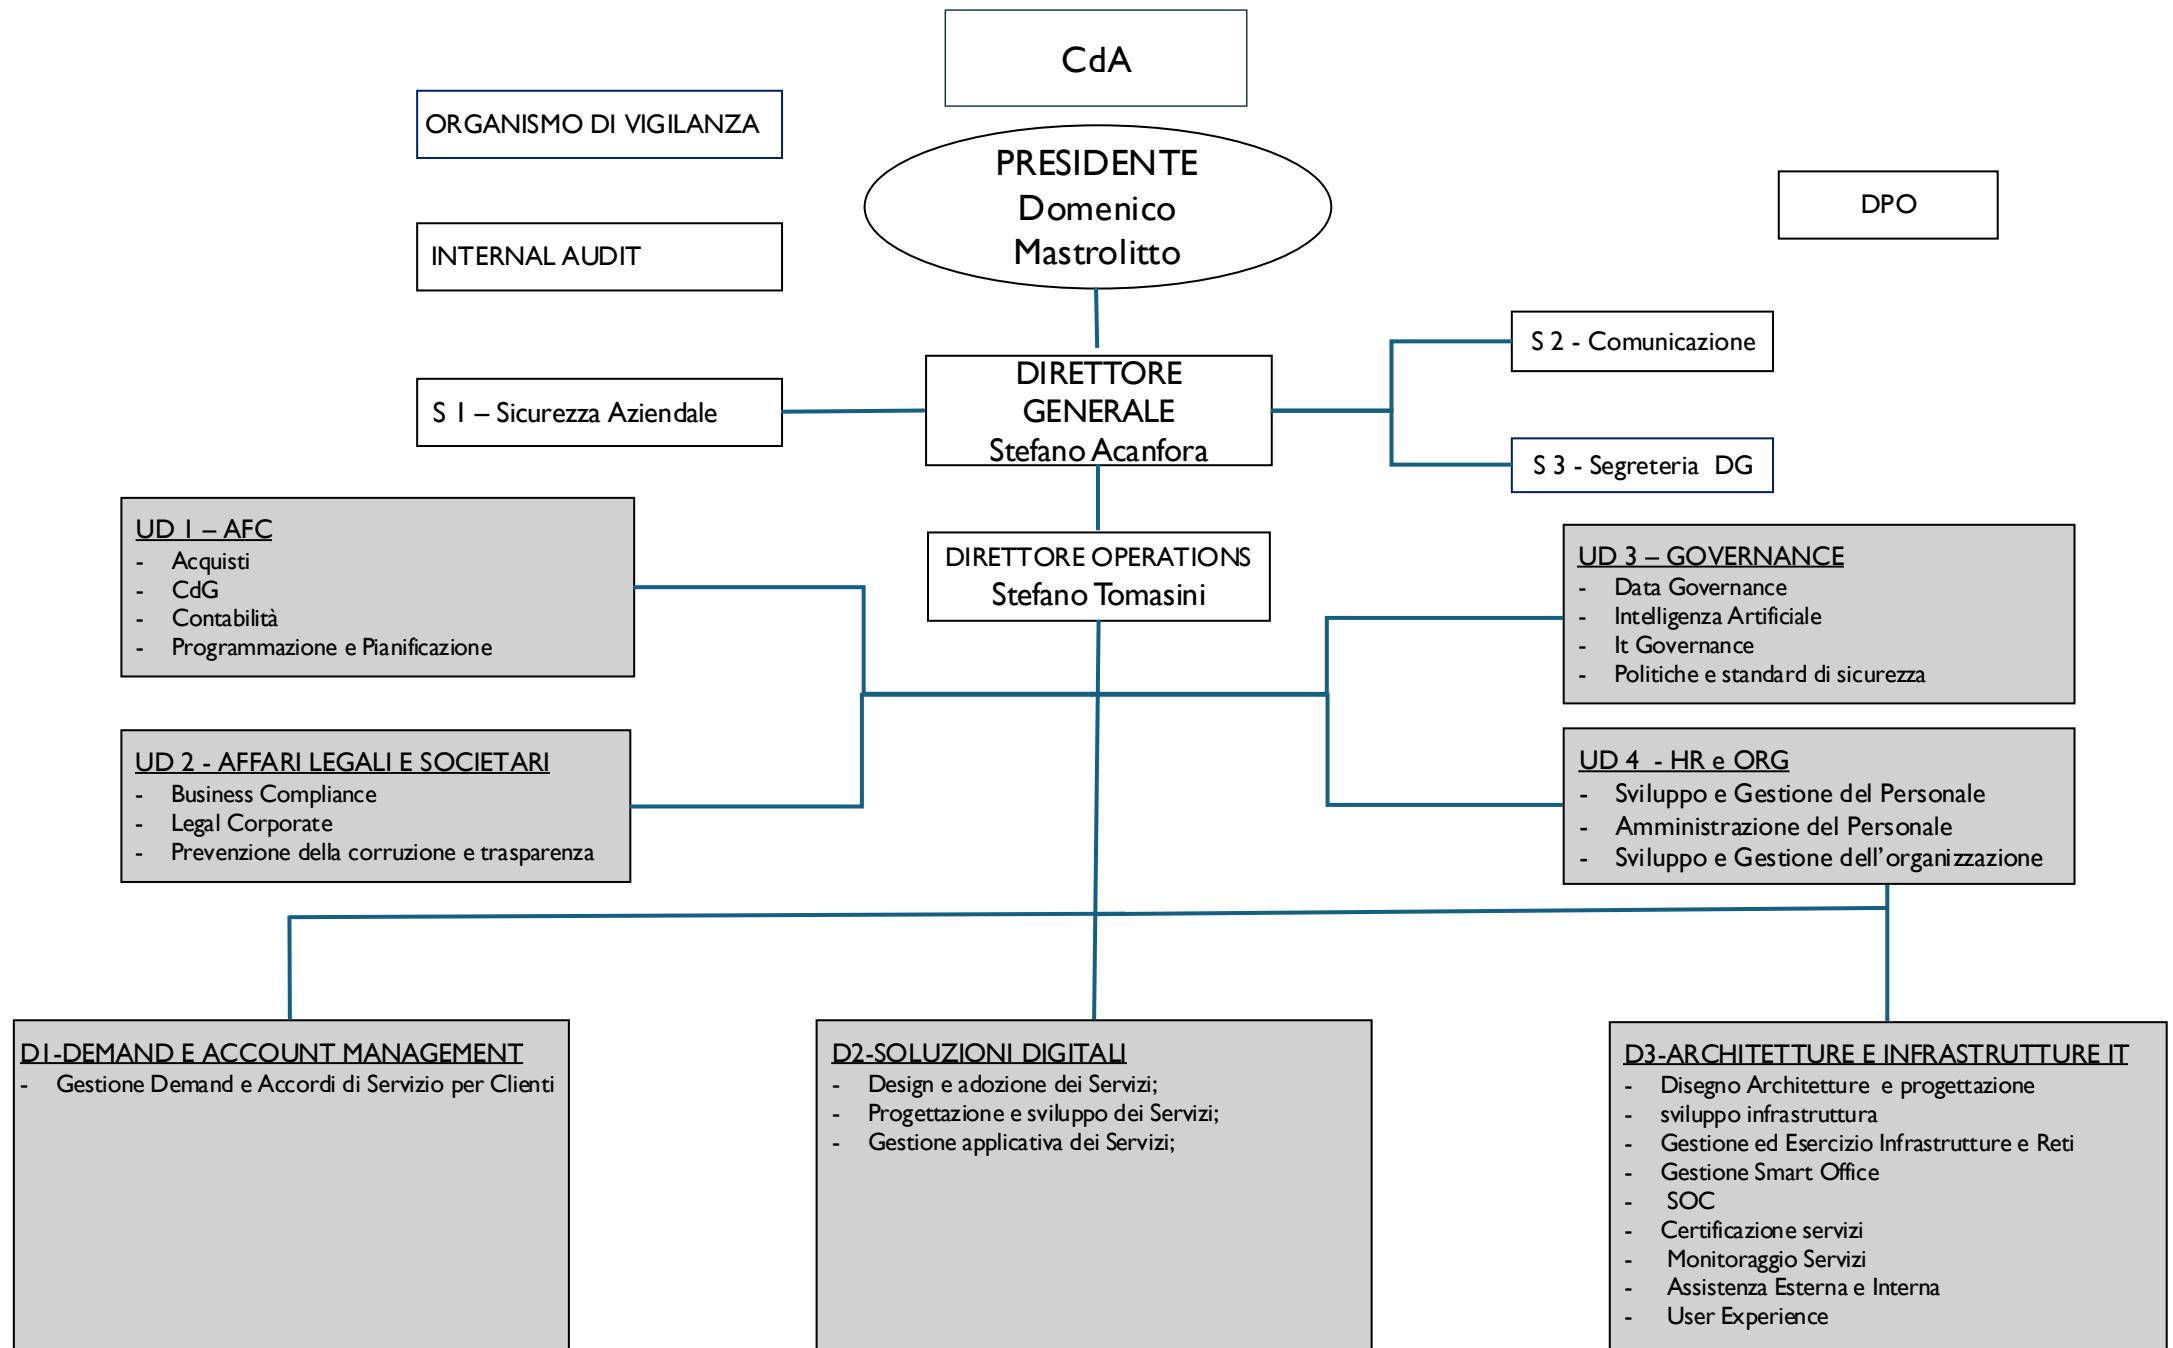 CdA
ORGANISMO DI VIGILANZA
PRESIDENTE
Domenico
Mastrolitto
DPO
INTERNAL AUDIT
S 2 - Comunicazione
DIRETTORE
GENERALE
Stefano Acanfora
S 1 – Sicurezza Aziendale
S 3 - Segreteria DG
UD 1 – AFC
- Acquisti
- CdG
- Contabilità
- Programmazione e Pianificazione
DIRETTORE OPERATIONS
Stefano Tomasini
UD 3 – GOVERNANCE
- Data Governance
- Intelligenza Artificiale
- It Governance
- Politiche e standard di sicurezza
UD 2 - AFFARI LEGALI E SOCIETARI
- Business Compliance
- Legal Corporate
- Prevenzione della corruzione e trasparenza
UD 4 - HR e ORG
- Sviluppo e Gestione del Personale
- Amministrazione del Personale
- Sviluppo e Gestione dell’organizzazione
D1-DEMAND E ACCOUNT MANAGEMENT
- Gestione Demand e Accordi di Servizio per Clienti
D2-SOLUZIONI DIGITALI
- Design e adozione dei Servizi;
- Progettazione e sviluppo dei Servizi;
- Gestione applicativa dei Servizi;
D3-ARCHITETTURE E INFRASTRUTTURE IT
- Disegno Architetture e progettazione
- sviluppo infrastruttura
- Gestione ed Esercizio Infrastrutture e Reti
- Gestione Smart Office
- SOC
- Certificazione servizi
- Monitoraggio Servizi
- Assistenza Esterna e Interna
- User Experience